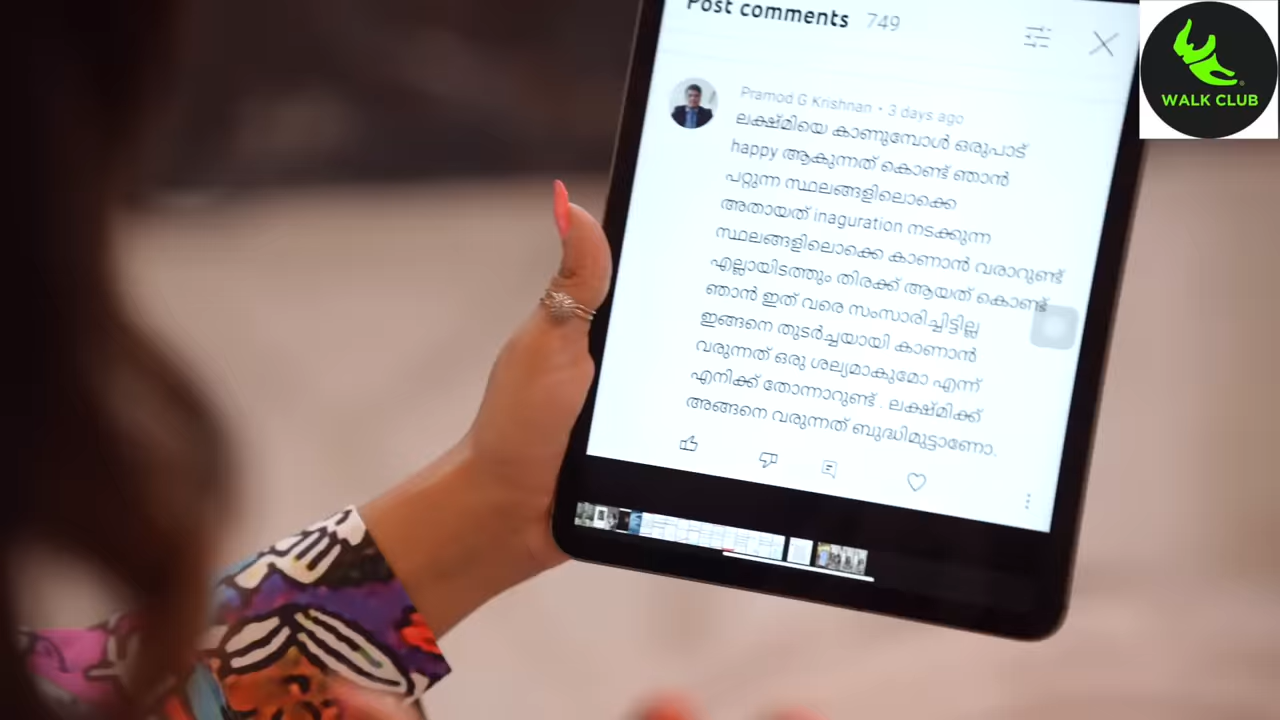 Post comments 749
Pramod G Krishnan • 3 days ago
ലക്ഷ്മിയെ കാണുമ്പോൾ ഒരുപാട്
happy ആകുന്നത് കൊണ്ട് ഞാൻ
പറ്റുന്ന സ്ഥലങ്ങളിലൊക്കെ
അതായത് inaguration നടക്കുന്ന
സ്ഥലങ്ങളിലൊക്കെ കാണാൻ വരാറുണ്ട്
എല്ലായിടത്തും തിരക്ക് ആയത് കൊണ്ട്
ഞാൻ ഇത് വരെ സംസാരിച്ചിട്ടില്ല
ഇങ്ങനെ തുടർച്ചയായി കാണാൻ
വരുന്നത് ഒരു ശല്യമാകുമോ എന്ന്
എനിക്ക് തോന്നാറുണ്ട് . ലക്ഷ്മിക്ക്
അങ്ങനെ വരുന്നത് ബുദ്ധിമുട്ടാണോ.
WALK CLUB